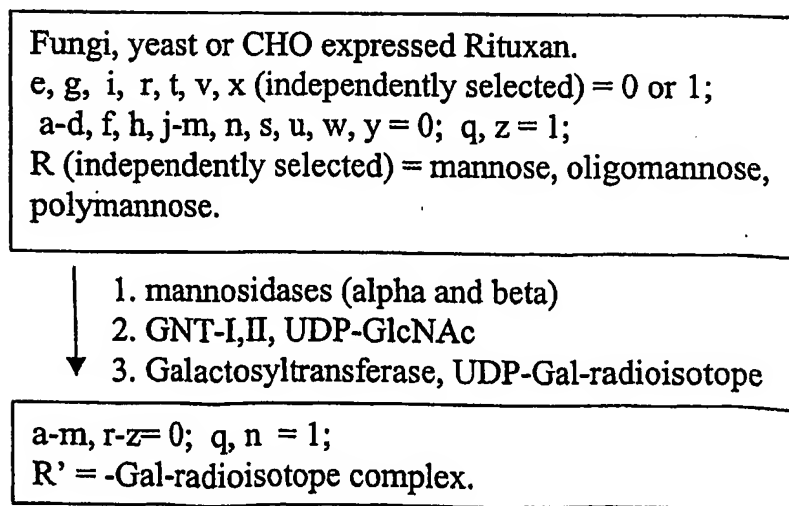 Fungi, yeast or CHO expressed Rituxan.
e, g, i, r, t, v, x (independently selected) = 0 or 1;
a-d, f, h, j-m, n, s, u, w, y = 0; q, z = 1;
R (independently selected) = mannose, oligomannose,
polymannose.
1. mannosidases (alpha and beta)
2. GNT-I,II, UDP-GlcNAc
3. Galactosyltransferase, UDP-Gal-radioisotope
a-m, r-z= 0; q, n = 1;
R' = -Gal-radioisotope complex.